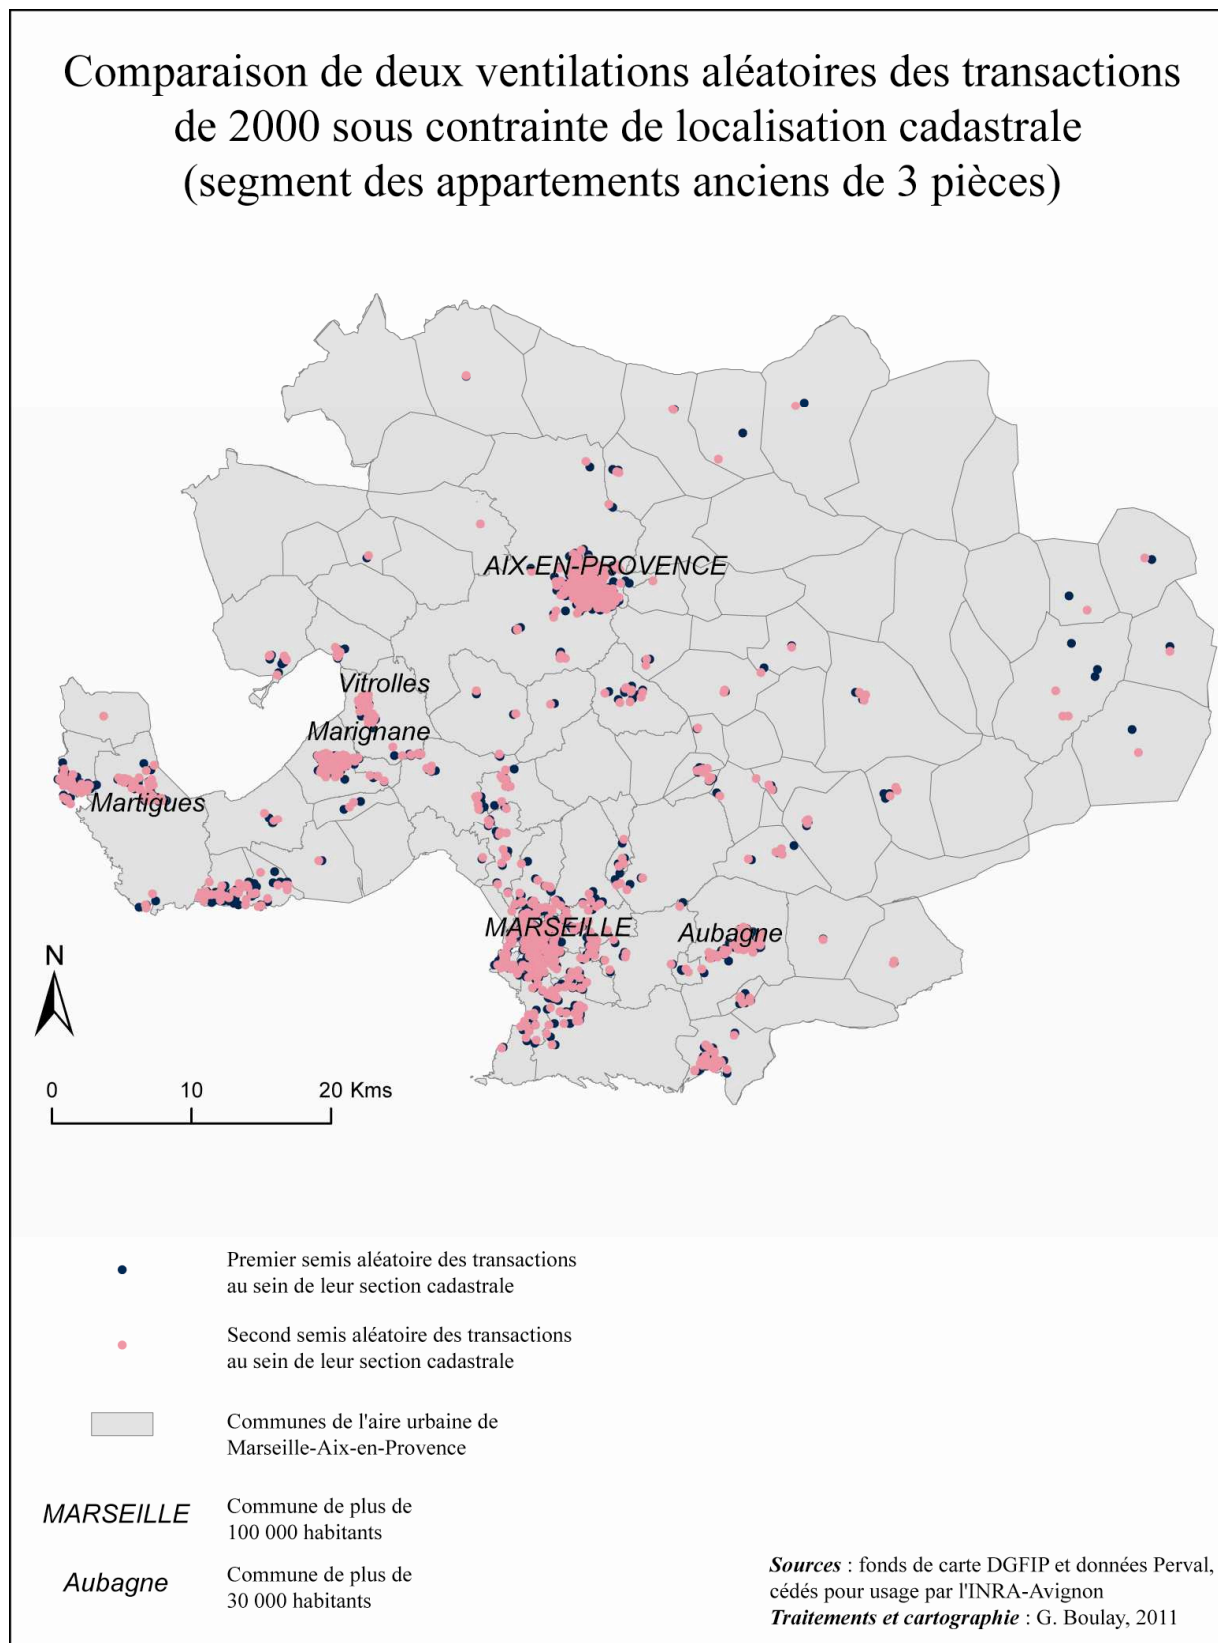 Comparaison de deux ventilations aléatoires des transactions
de 2000 sous contrainte de localisation cadastrale
(segment des appartements anciens de 3 pièces)
AIX-EN-PROVENCE
Vitrolles
Marignane
Martigues
MARSEILLE
Aubagne
N
0 10 20 Kms
Premier semis aléatoire des transactions
au sein de leur section cadastrale
Second semis aléatoire des transactions
au sein de leur section cadastrale
Communes de l'aire urbaine de
Marseille-Aix-en-Provence
MARSEILLE Commune de plus de
100 000 habitants
Aubagne Commune de plus de
30 000 habitants
Sources : fonds de carte DGFIP et données Perval,
cédés pour usage par l'INRA-Avignon
Traitements et cartographie : G. Boulay, 2011